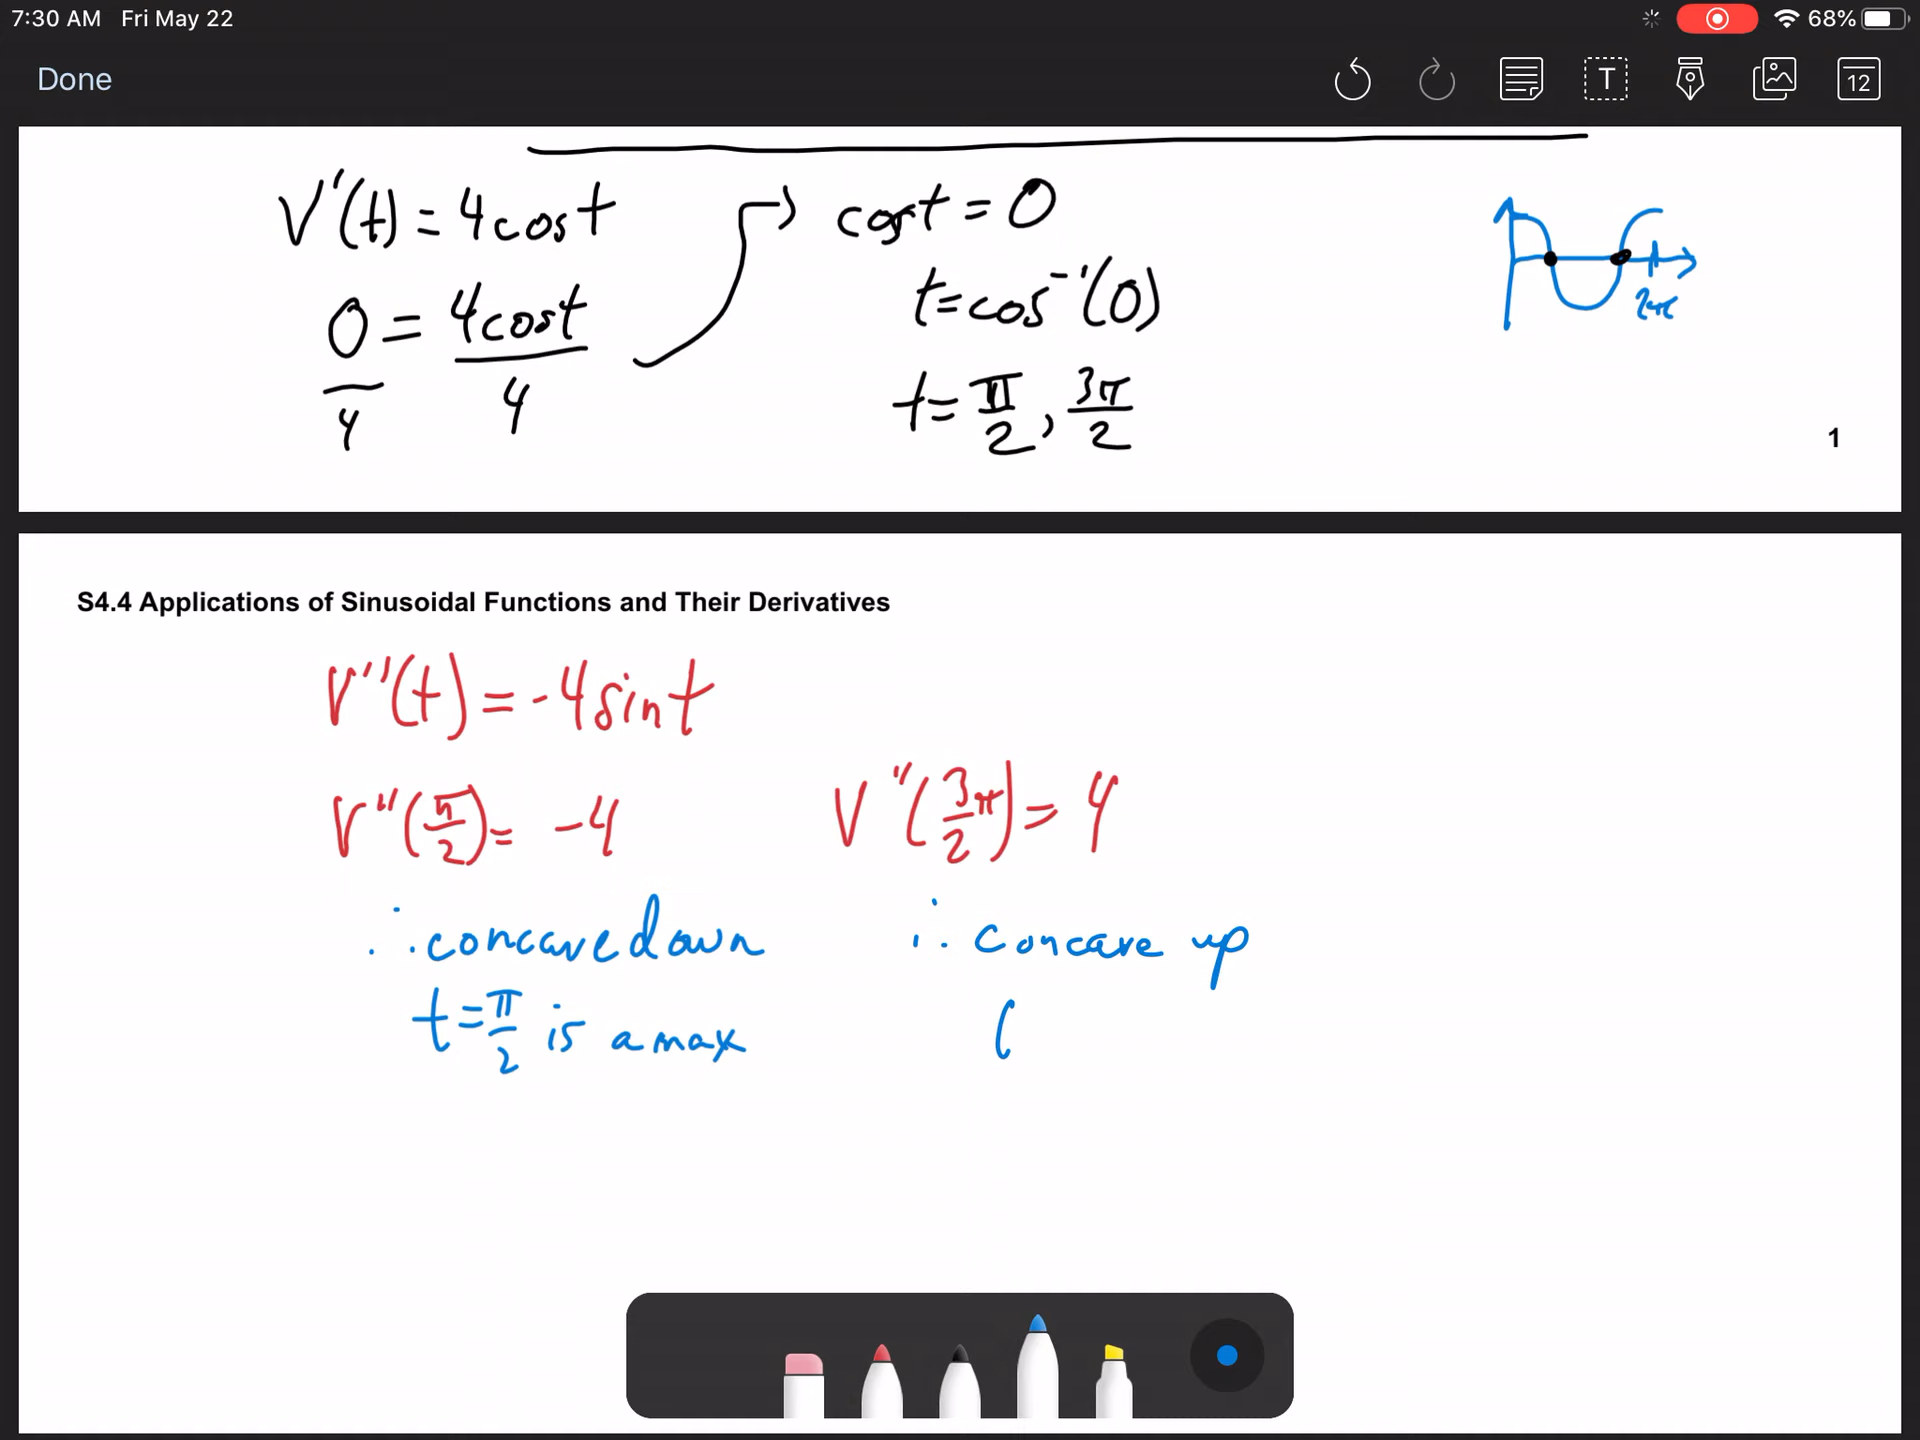 7:30 AM Fri May 22 68%
Done T 12
V'(t) = 4cost cost = 0
0/4 = 4cost/4 t = cos⁻¹(0)
2π
t = π/2, 3π/2
1
S4.4 Applications of Sinusoidal Functions and Their Derivatives
V''(t) = -4sint
V''(π/2) = -4 V''(3/2 π) = 4
∴ concave down ∴ concave up
t = π/2 is a max (